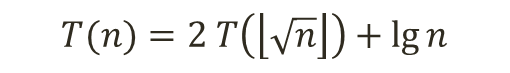 T(n) = 2 T(⌊√n⌋) + lg n